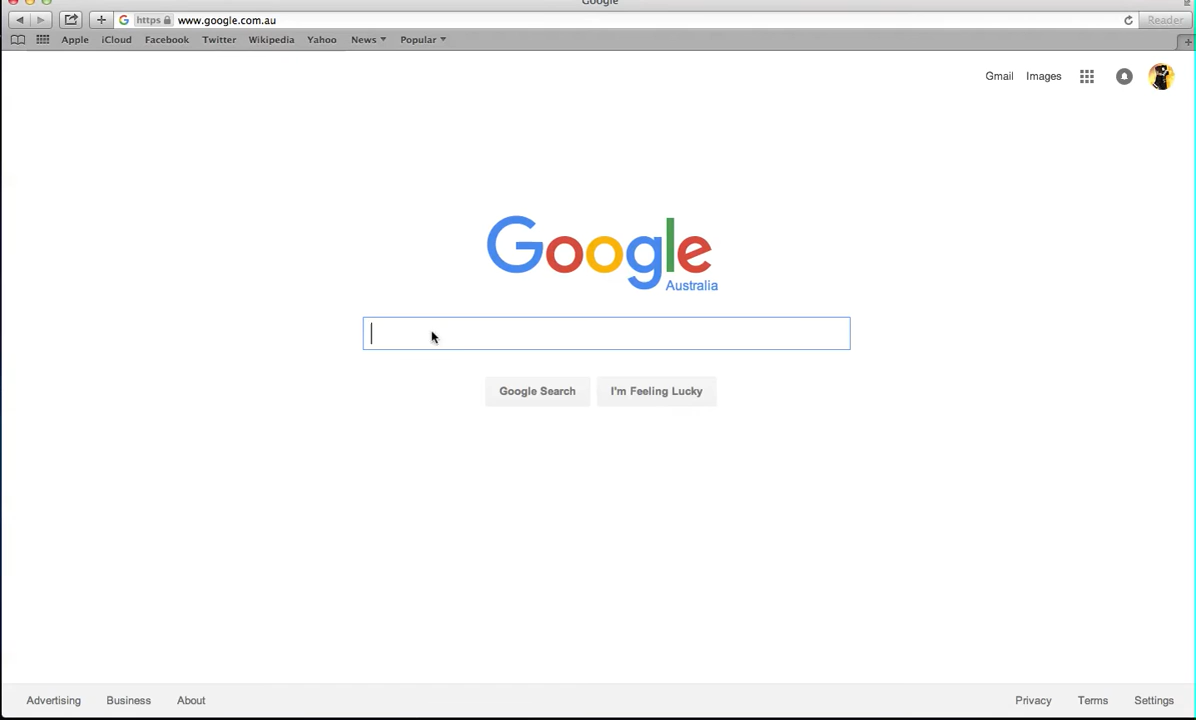 Google
https www.google.com.au Reader
Apple iCloud Facebook Twitter Wikipedia Yahoo News Popular
Gmail Images
Google
Australia
Google Search I'm Feeling Lucky
Advertising Business About Privacy Terms Settings